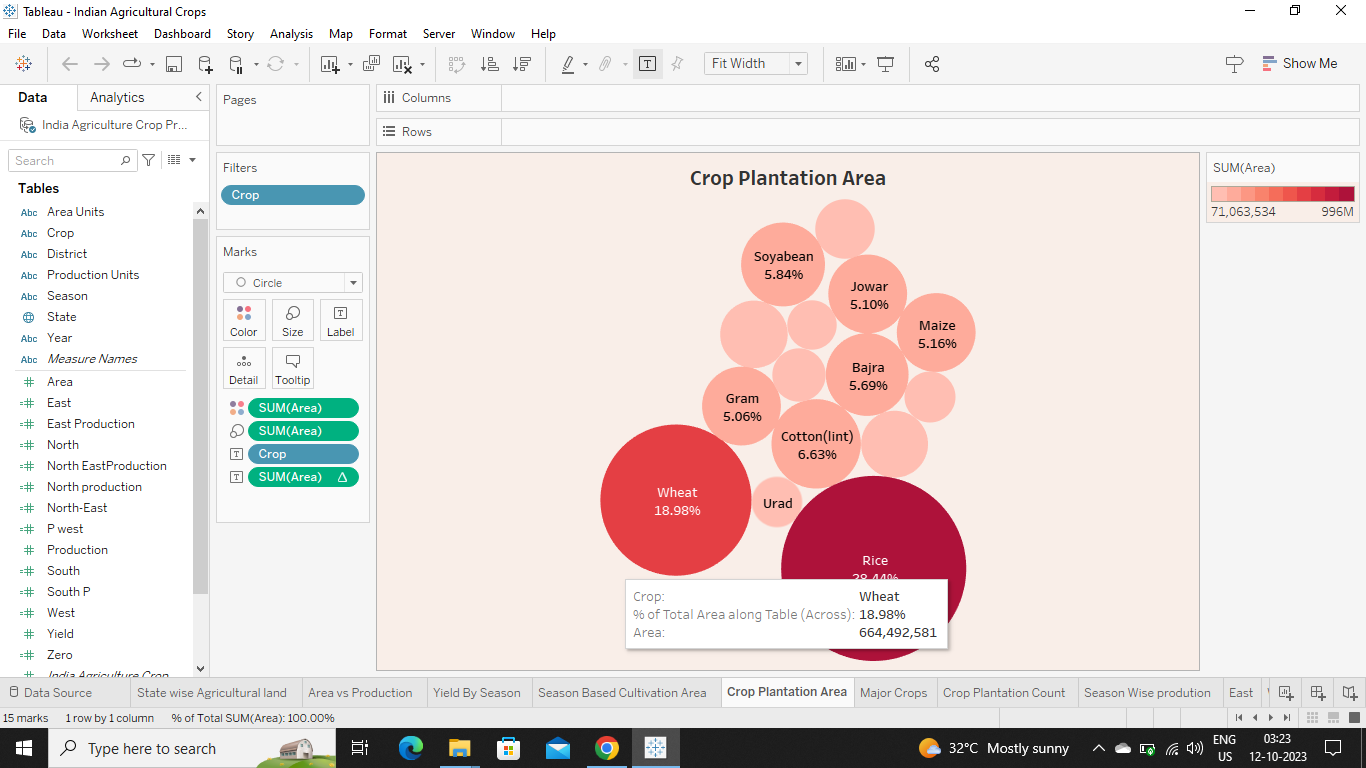 Tableau - Indian Agricultural Crops
File Data Worksheet Dashboard Story Analysis Map Format Server Window Help
Fit Width
Show Me
Data Analytics
India Agriculture Crop Pr...
Search
Tables
Abc Area Units
Abc Crop
Abc District
Abc Production Units
Abc Season
State
Abc Year
Abc Measure Names
Area
East
East Production
North
North EastProduction
North production
North-East
P west
Production
South
South P
West
Yield
Zero
India Agriculture Crop
Pages
Filters
Crop
Marks
Circle
Color Size Label
Detail Tooltip
SUM(Area)
SUM(Area)
Crop
SUM(Area) Δ
Columns
Rows
Crop Plantation Area
Soyabean
5.84%
Jowar
5.10%
Maize
5.16%
Bajra
5.69%
Gram
5.06%
Cotton(lint)
6.63%
Wheat
18.98%
Urad
Rice
28.44%
Crop: Wheat
% of Total Area along Table (Across): 18.98%
Area: 664,492,581
SUM(Area)
71,063,534 996M
Data Source State wise Agricultural land Area vs Production Yield By Season Season Based Cultivation Area Crop Plantation Area Major Crops Crop Plantation Count Season Wise prodution East
15 marks 1 row by 1 column % of Total SUM(Area): 100.00%
Type here to search
32°C Mostly sunny
ENG
US
03:23
12-10-2023